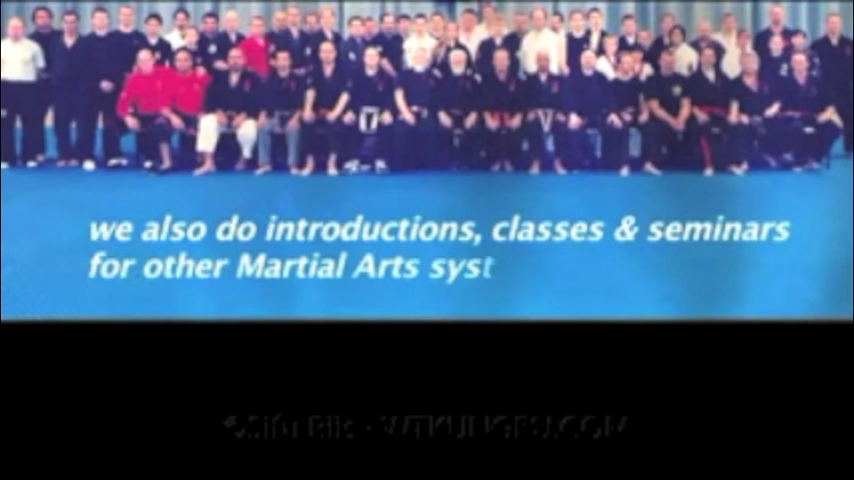 we also do introductions, classes & seminars
for other Martial Arts syst